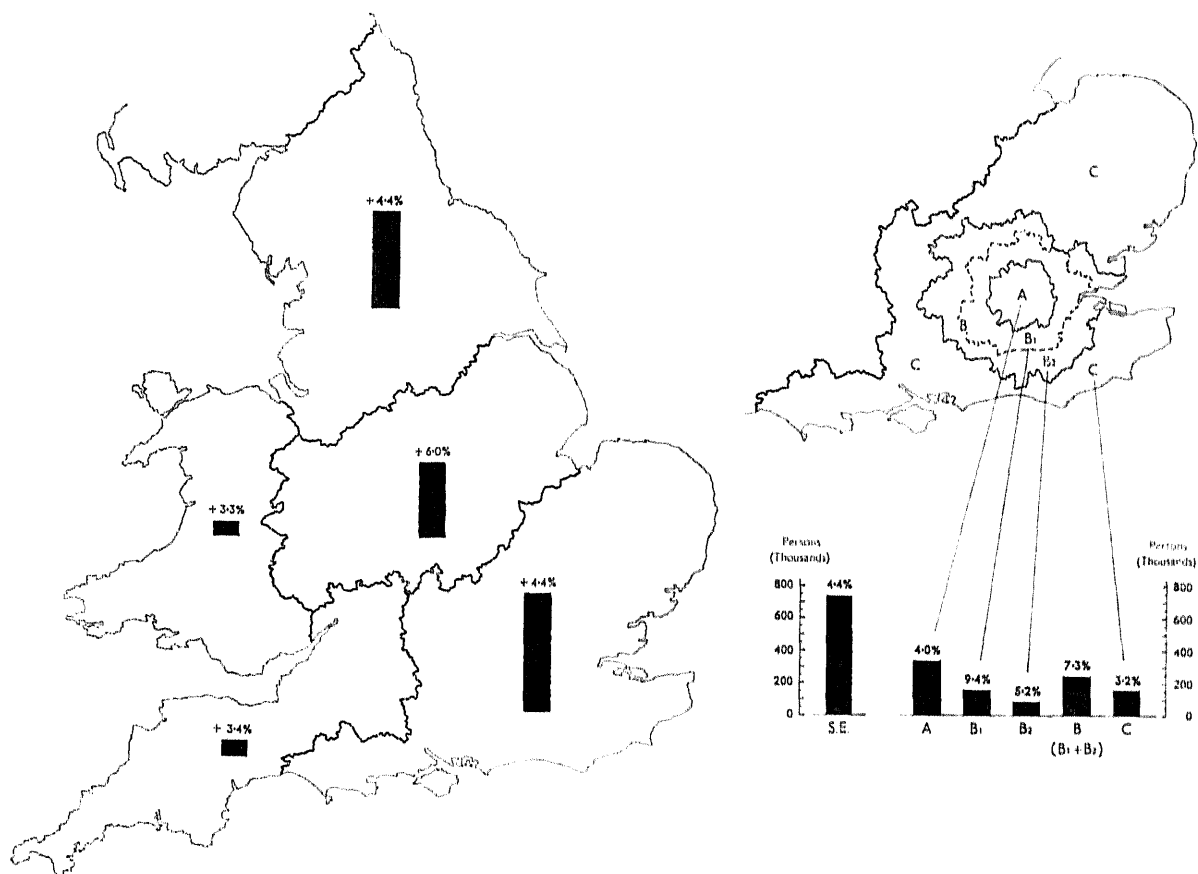 + 4·4%
+ 6·0%
+ 3·3%
+ 4·4%
+ 3·4%
C
A
B
B₁
B₂
C
C
Persons
(Thousands)
800
600
400
200
0
4·4%
S.E.
4·0%
9·4%
5·2%
7·3%
3·2%
A
B₁
B₂
B
C
(B₁ + B₂)
Persons
(Thousands)
800
600
400
200
0